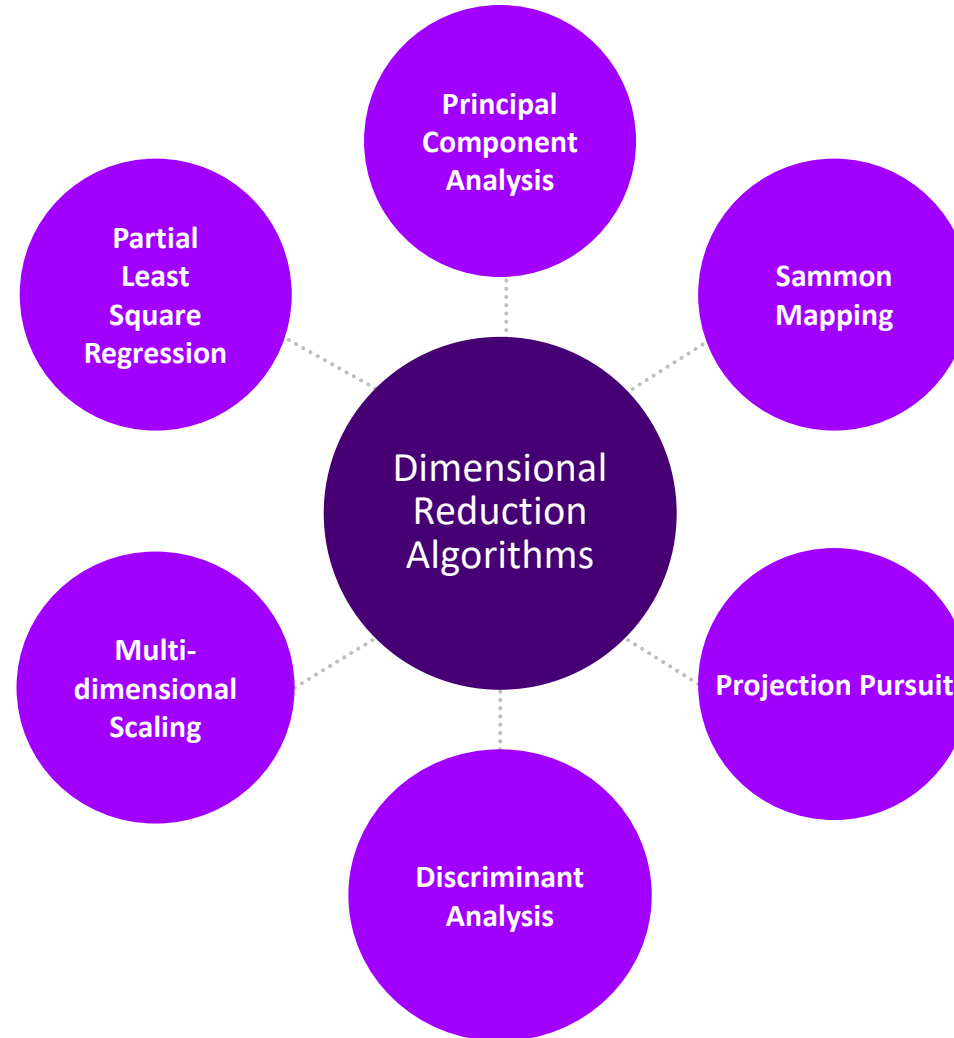 Principal
Component
Analysis
Partial
Least
Square
Regression
Sammon
Mapping
Dimensional
Reduction
Algorithms
Multi-
dimensional
Scaling
Projection Pursuit
Discriminant
Analysis